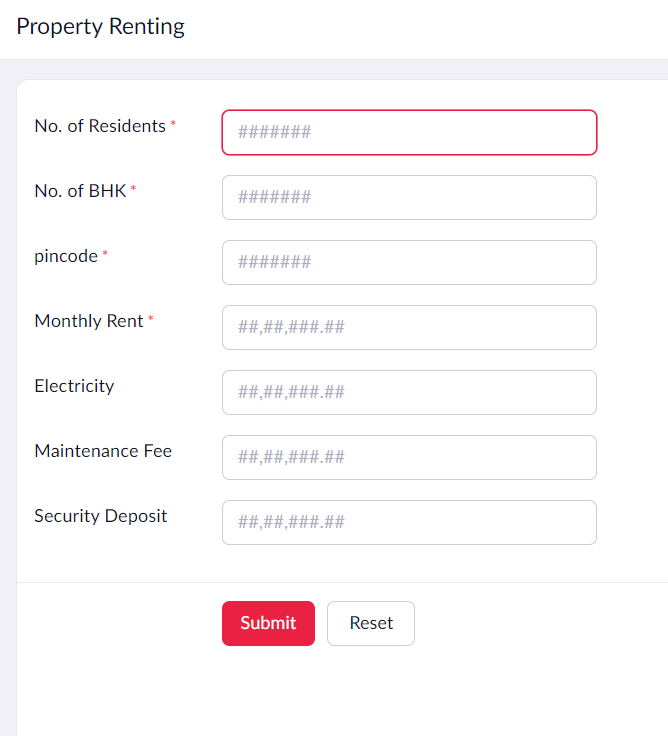 Property Renting
No. of Residents * #######
No. of BHK * #######
pincode * #######
Monthly Rent * ##,##,###.##
Electricity ##,##,###.##
Maintenance Fee ##,##,###.##
Security Deposit ##,##,###.##
Submit Reset